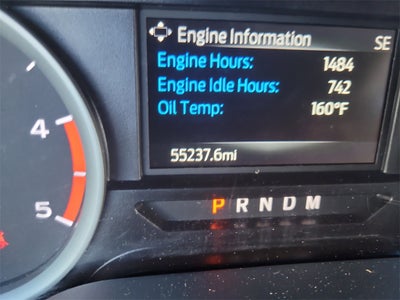 Engine Information SE
Engine Hours: 1484
Engine Idle Hours: 742
Oil Temp: 160°F
55237.6mi
4
5
P R N D M